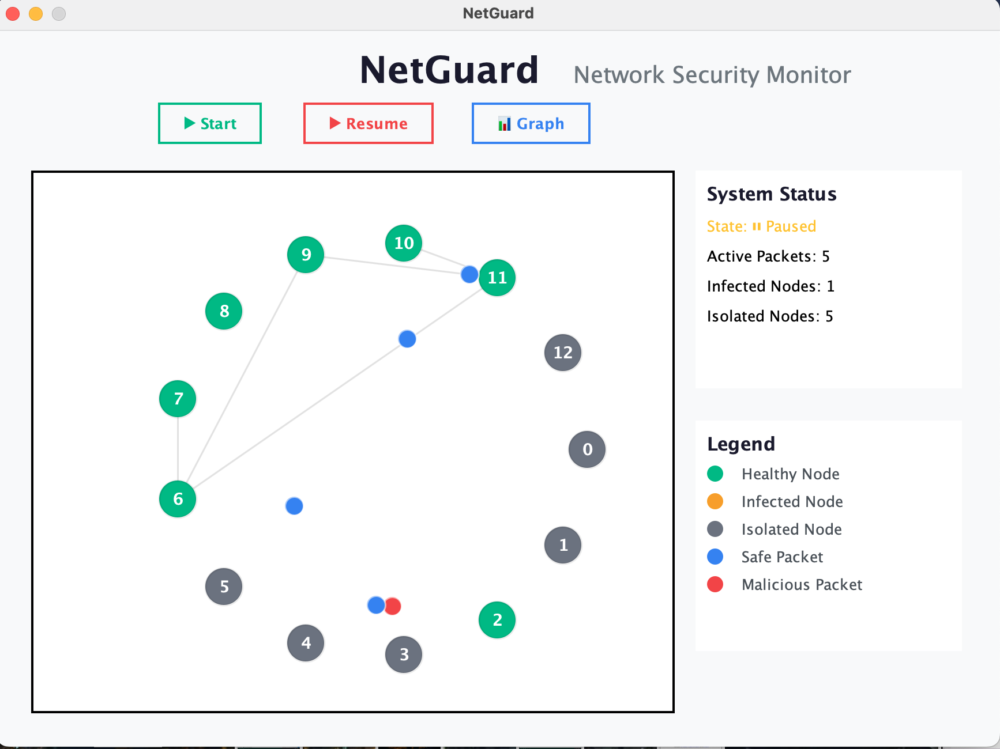 NetGuard
NetGuard Network Security Monitor
▶ Start
▶ Resume
Graph
10
9
11
8
12
7
0
6
1
5
2
4
3
System Status
State: ⏸ Paused
Active Packets: 5
Infected Nodes: 1
Isolated Nodes: 5
Legend
Healthy Node
Infected Node
Isolated Node
Safe Packet
Malicious Packet